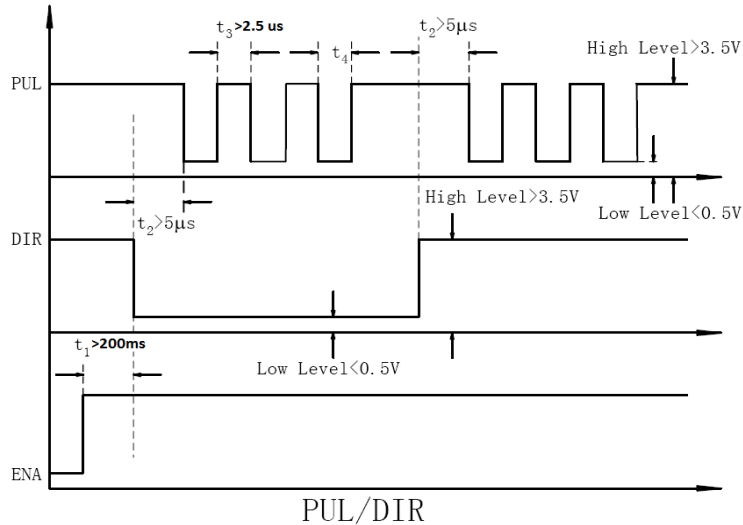 t3>2.5 us
t4
t2>5μs
High Level>3.5V
PUL
t2>5μs
High Level>3.5V
Low Level<0.5V
DIR
t1>200ms
Low Level<0.5V
ENA
PUL/DIR